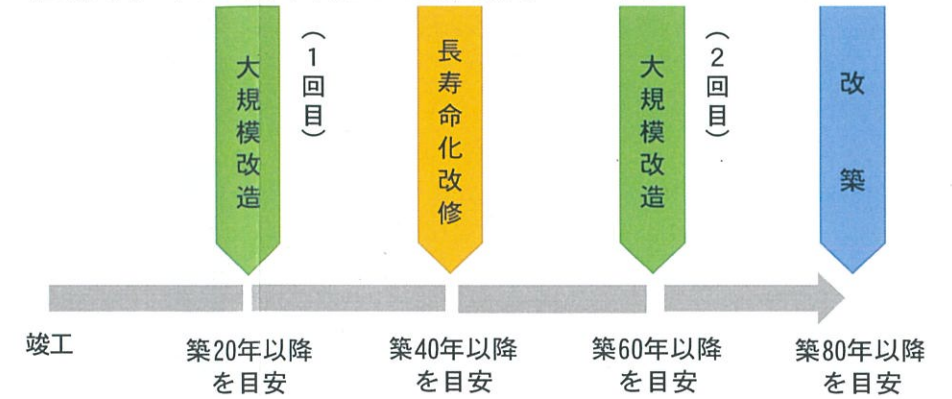 大規模改造
（１回目）
長寿命化改修
大規模改造
（２回目）
改築
竣工
築20年以降
を目安
築40年以降
を目安
築60年以降
を目安
築80年以降
を目安